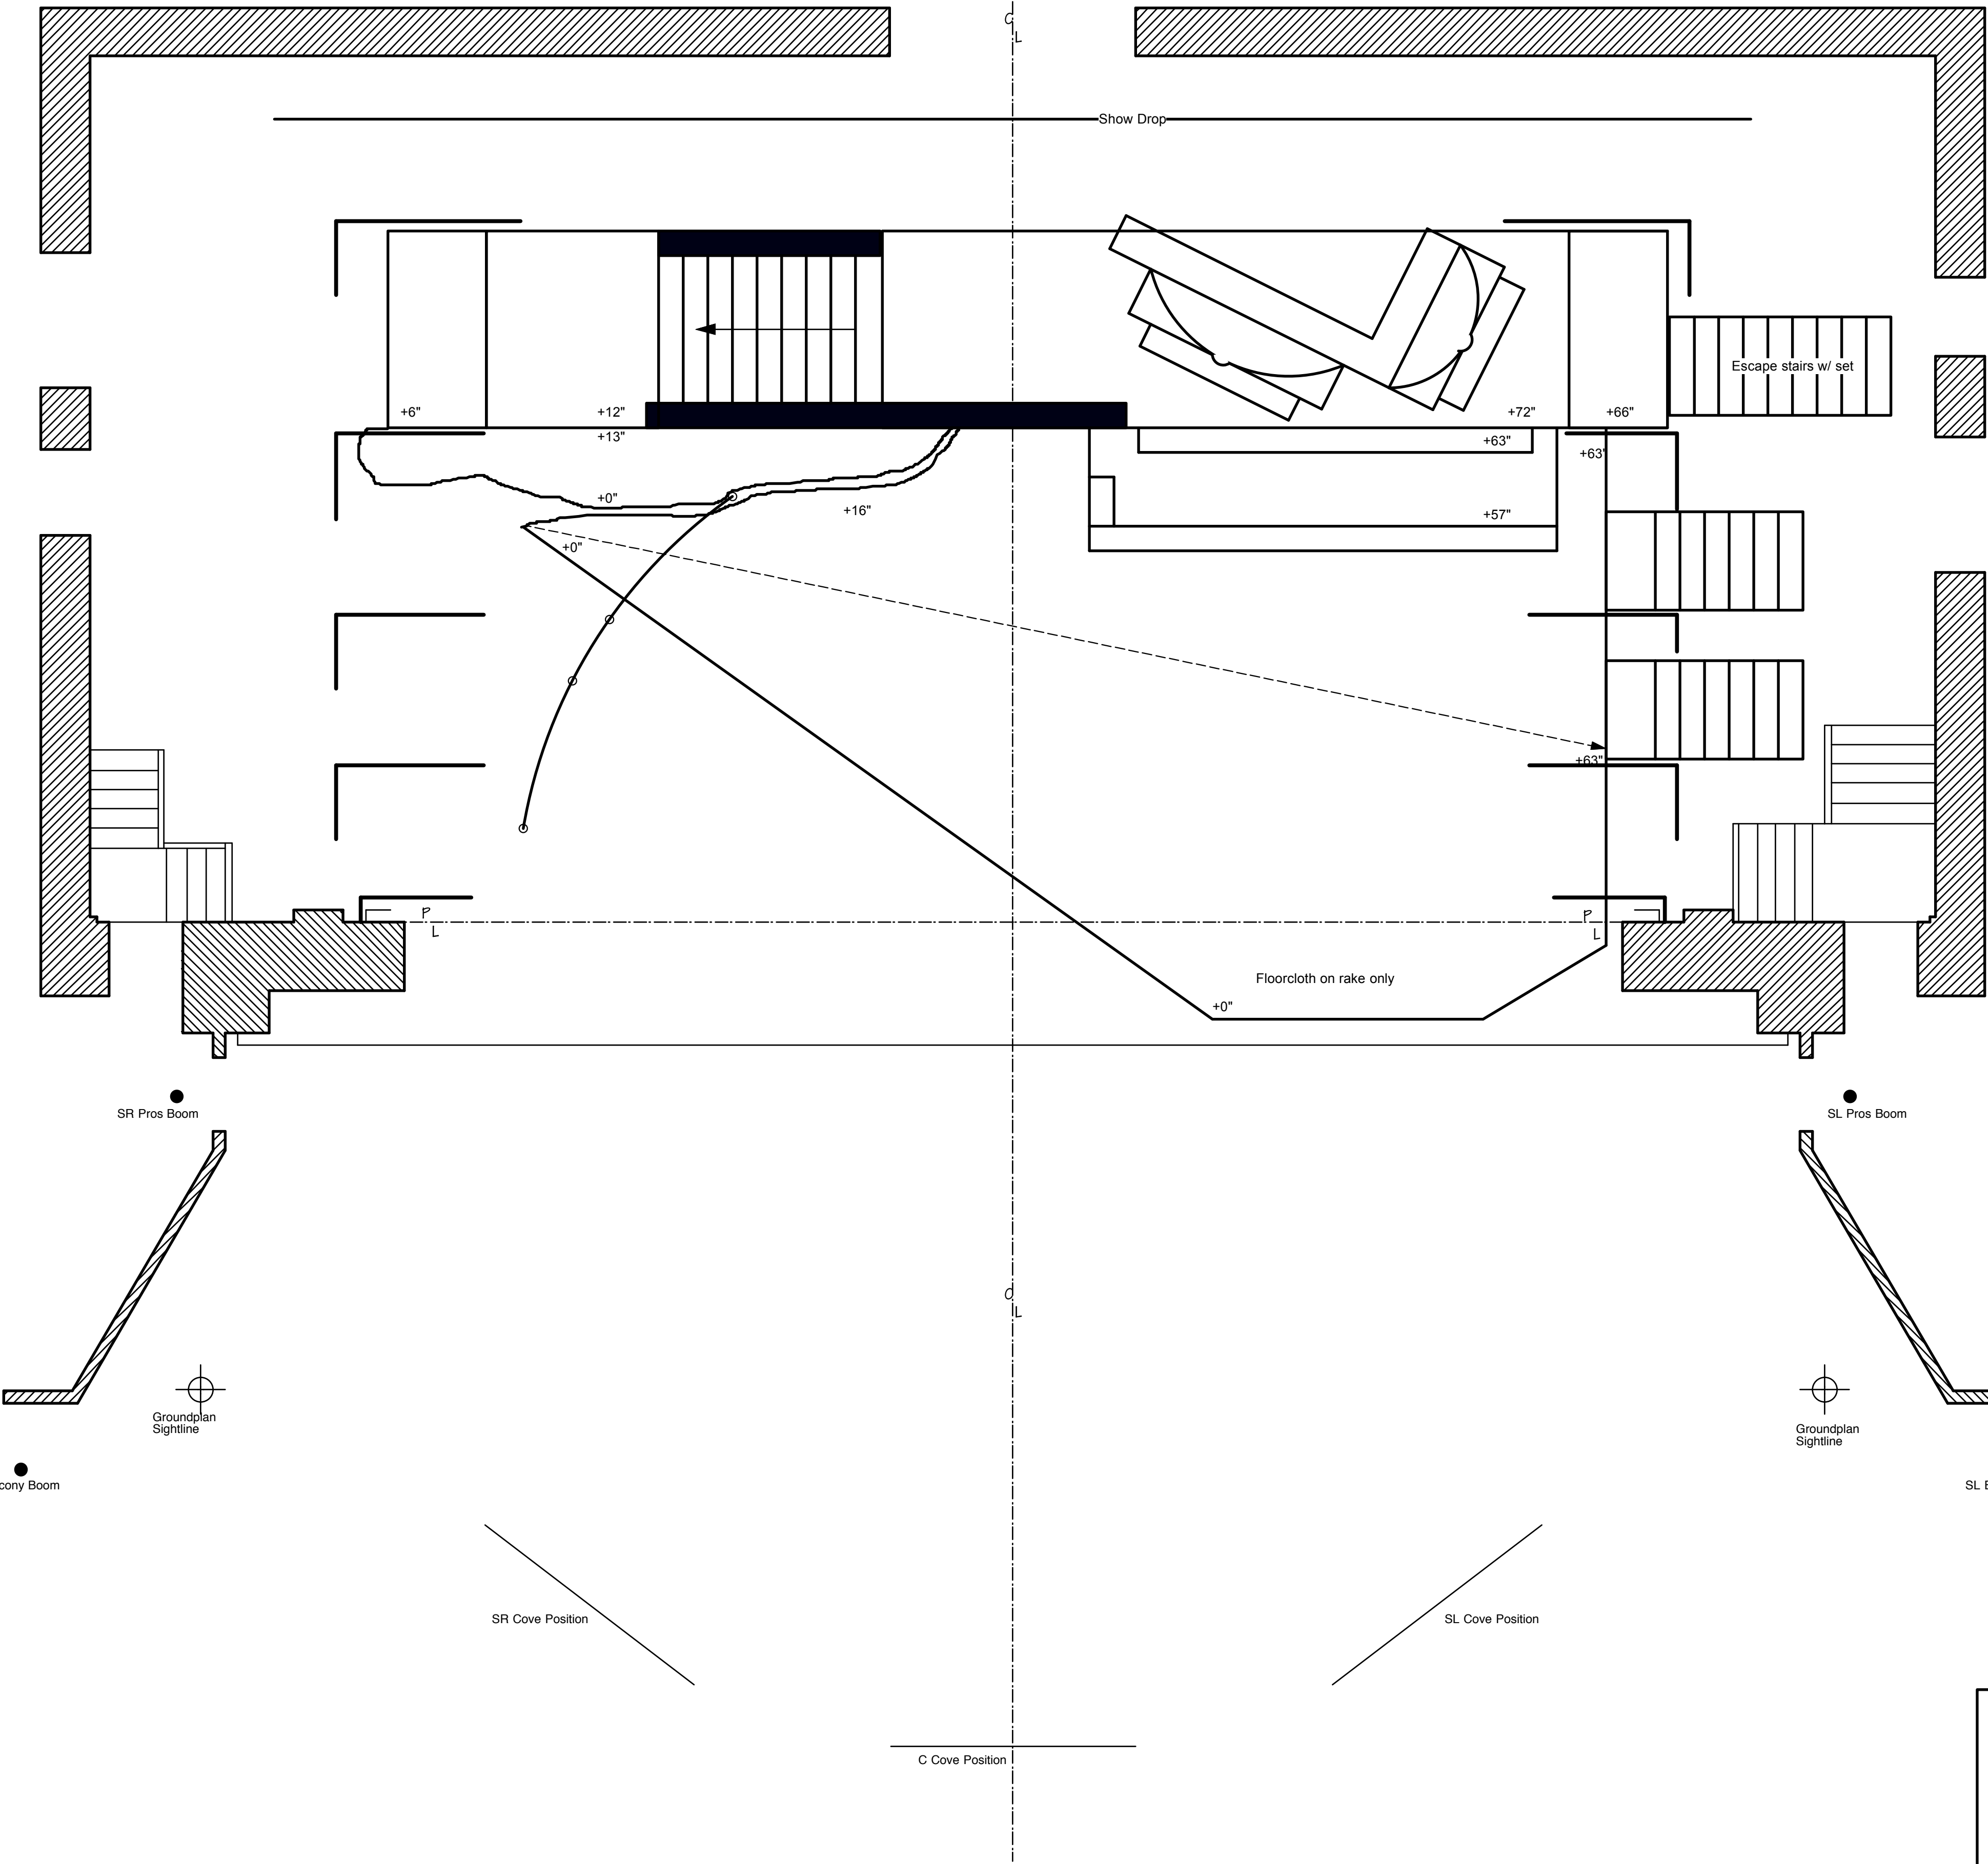 C
L
Show Drop
Escape stairs w/ set
+6"
+12"
+72"
+66"
+13"
+63"
+63"
+0"
+16"
+57"
+0"
+63"
P
L
P
L
Floorcloth on rake only
+0"
SR Pros Boom
SL Pros Boom
C
L
Groundplan
Sightline
Groundplan
Sightline
cony Boom
SL
SR Cove Position
SL Cove Position
C Cove Position